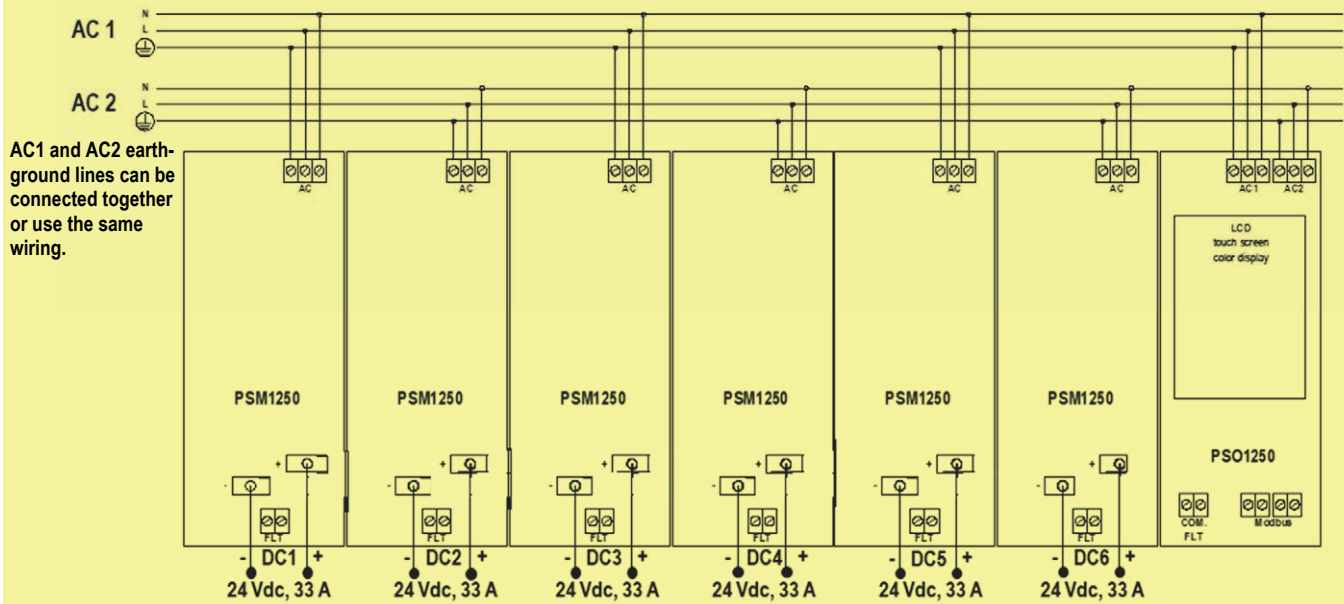 N
AC 1 L
N
AC 2 L
AC1 and AC2 earth-
ground lines can be
connected together
or use the same
wiring.
AC AC AC AC AC AC AC1 AC2
LCD
touch screen
color display
PSM1250 PSM1250 PSM1250 PSM1250 PSM1250 PSM1250
PSO1250
+ + + + + +
- - - - - -
FLT FLT FLT FLT FLT FLT
COM. Modbus
FLT
- DC1 + - DC2 + - DC3 + - DC4 + - DC5 + - DC6 +
24 Vdc, 33 A 24 Vdc, 33 A 24 Vdc, 33 A 24 Vdc, 33 A 24 Vdc, 33 A 24 Vdc, 33 A